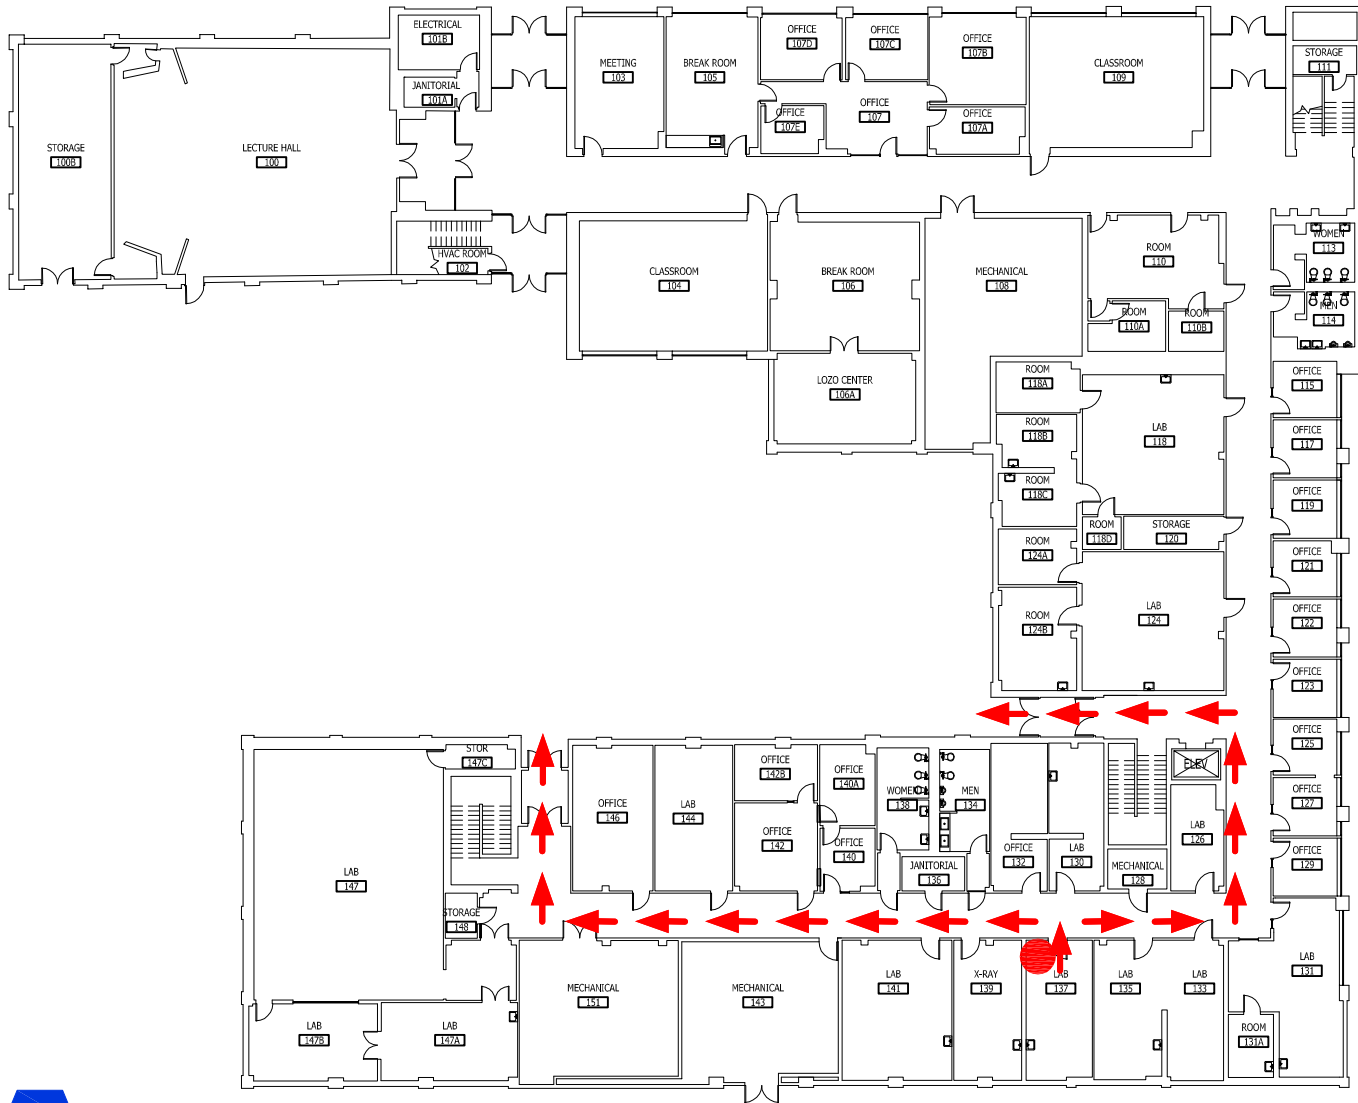 ELECTRICAL
101B
JANITORIAL
101A
STORAGE
100B
LECTURE HALL
100
HVAC ROOM
102
MEETING
103
BREAK ROOM
105
OFFICE
107D
OFFICE
107C
OFFICE
107B
OFFICE
107E
OFFICE
107
OFFICE
107A
CLASSROOM
109
STORAGE
111
CLASSROOM
104
BREAK ROOM
106
MECHANICAL
108
ROOM
110
ROOM
110A
ROOM
110B
WOMEN
113
MEN
114
LOZO CENTER
106A
ROOM
118A
ROOM
118B
ROOM
118C
LAB
118
ROOM
118D
STORAGE
120
ROOM
124A
ROOM
124B
LAB
124
OFFICE
115
OFFICE
117
OFFICE
119
OFFICE
121
OFFICE
122
OFFICE
123
OFFICE
125
OFFICE
127
OFFICE
129
STOR
147C
LAB
147
STORAGE
148
LAB
147B
LAB
147A
OFFICE
146
LAB
144
OFFICE
142B
OFFICE
142
OFFICE
140A
OFFICE
140
WOMEN
138
MEN
134
JANITORIAL
136
OFFICE
132
LAB
130
MECHANICAL
128
ELEV
LAB
126
MECHANICAL
151
MECHANICAL
143
LAB
141
X-RAY
139
LAB
137
LAB
135
LAB
133
LAB
131
ROOM
131A